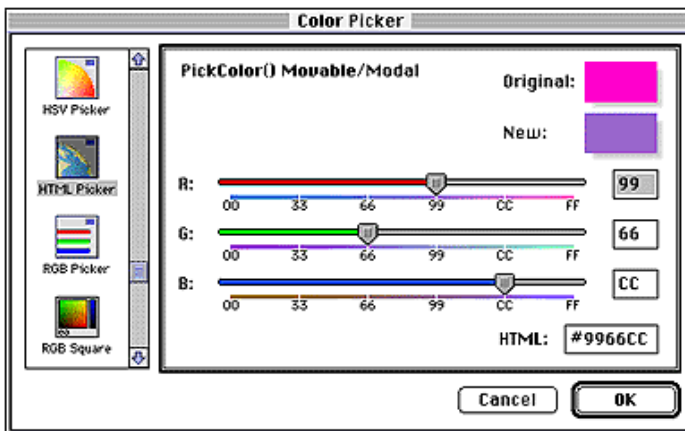 Color Picker
HSV Picker
HTML Picker
RGB Picker
RGB Square
PickColor() Movable/Modal
Original:
New:
R:
00 33 66 99 CC FF
99
G:
00 33 66 99 CC FF
66
B:
00 33 66 99 CC FF
CC
HTML: #9966CC
Cancel
OK